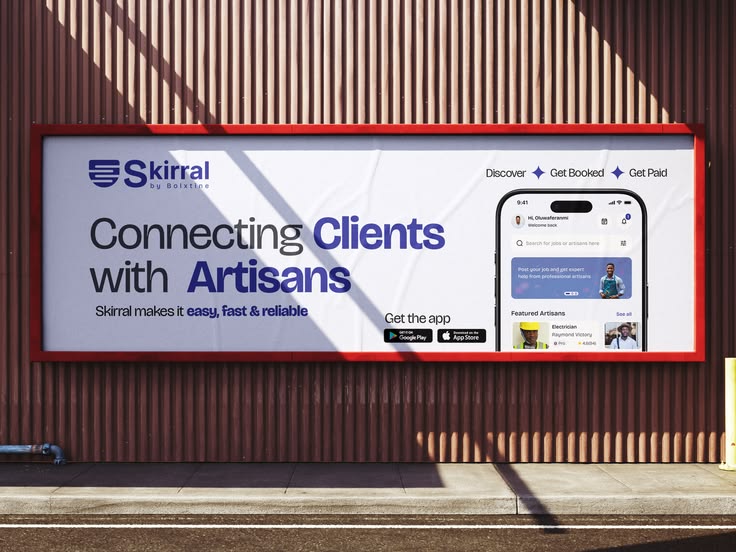 Skirral
by Bolxtine
Discover ✦ Get Booked ✦ Get Paid
Connecting Clients
with Artisans
Skirral makes it easy, fast & reliable
Get the app
GET IT ON
Google Play
Download on the
App Store
9:41
Hi, Oluwaferanmi
Welcome back
Search for jobs or artisans here
Post your job and get expert
help from professional artisans
Featured Artisans
See all
Electrician
Raymond Victory
Pro